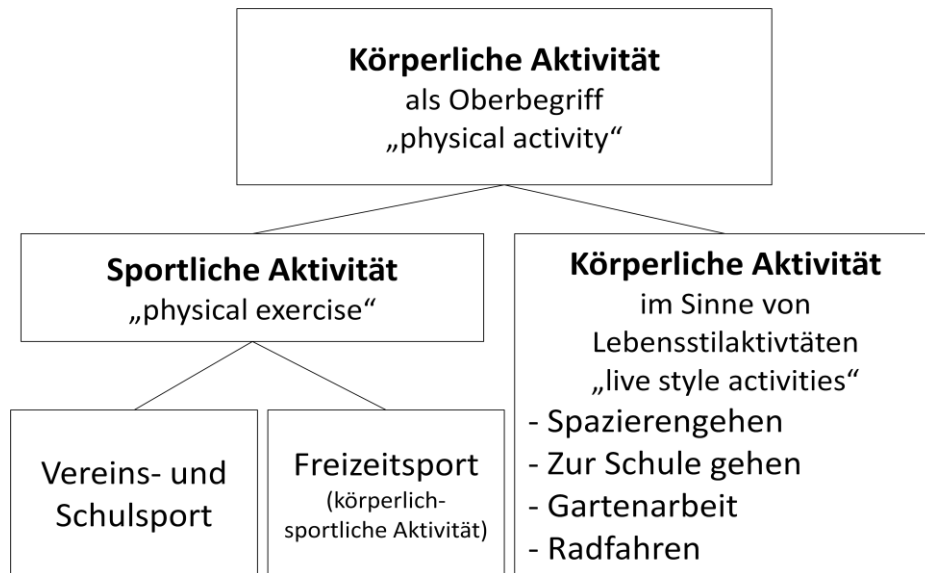 Körperliche Aktivität
als Oberbegriff
„physical activity“
Sportliche Aktivität
„physical exercise“
Körperliche Aktivität
im Sinne von
Lebensstilaktivtäten
„live style activities“
- Spazierengehen
- Zur Schule gehen
- Gartenarbeit
- Radfahren
Vereins- und
Schulsport
Freizeitsport
(körperlich-
sportliche Aktivität)